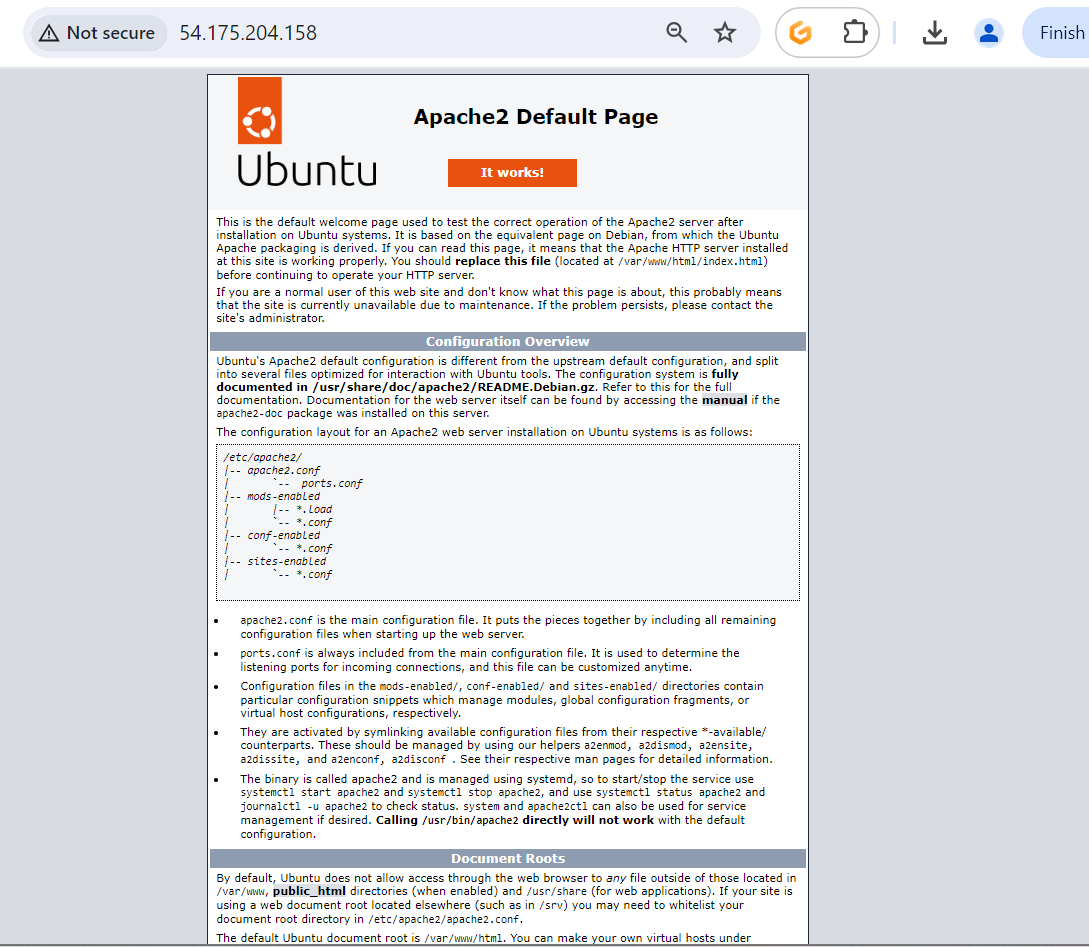 Not secure 54.175.204.158 Finish
Apache2 Default Page
Ubuntu
It works!
This is the default welcome page used to test the correct operation of the Apache2 server after
installation on Ubuntu systems. It is based on the equivalent page on Debian, from which the Ubuntu
Apache packaging is derived. If you can read this page, it means that the Apache HTTP server installed
at this site is working properly. You should replace this file (located at /var/www/html/index.html)
before continuing to operate your HTTP server.
If you are a normal user of this web site and don't know what this page is about, this probably means
that the site is currently unavailable due to maintenance. If the problem persists, please contact the
site's administrator.
Configuration Overview
Ubuntu's Apache2 default configuration is different from the upstream default configuration, and split
into several files optimized for interaction with Ubuntu tools. The configuration system is fully
documented in /usr/share/doc/apache2/README.Debian.gz. Refer to this for the full
documentation. Documentation for the web server itself can be found by accessing the manual if the
apache2-doc package was installed on this server.
The configuration layout for an Apache2 web server installation on Ubuntu systems is as follows:
/etc/apache2/
|-- apache2.conf
|       `--  ports.conf
|-- mods-enabled
|       |-- *.load
|       `-- *.conf
|-- conf-enabled
|       `-- *.conf
|-- sites-enabled
|       `-- *.conf
• apache2.conf is the main configuration file. It puts the pieces together by including all remaining
configuration files when starting up the web server.
• ports.conf is always included from the main configuration file. It is used to determine the
listening ports for incoming connections, and this file can be customized anytime.
• Configuration files in the mods-enabled/, conf-enabled/ and sites-enabled/ directories contain
particular configuration snippets which manage modules, global configuration fragments, or
virtual host configurations, respectively.
• They are activated by symlinking available configuration files from their respective *-available/
counterparts. These should be managed by using our helpers a2enmod, a2dismod, a2ensite,
a2dissite, and a2enconf, a2disconf . See their respective man pages for detailed information.
• The binary is called apache2 and is managed using systemd, so to start/stop the service use
systemctl start apache2 and systemctl stop apache2, and use systemctl status apache2 and
journalctl -u apache2 to check status. system and apache2ctl can also be used for service
management if desired. Calling /usr/bin/apache2 directly will not work with the default
configuration.
Document Roots
By default, Ubuntu does not allow access through the web browser to any file outside of those located in
/var/www, public_html directories (when enabled) and /usr/share (for web applications). If your site is
using a web document root located elsewhere (such as in /srv) you may need to whitelist your
document root directory in /etc/apache2/apache2.conf.
The default Ubuntu document root is /var/www/html. You can make your own virtual hosts under